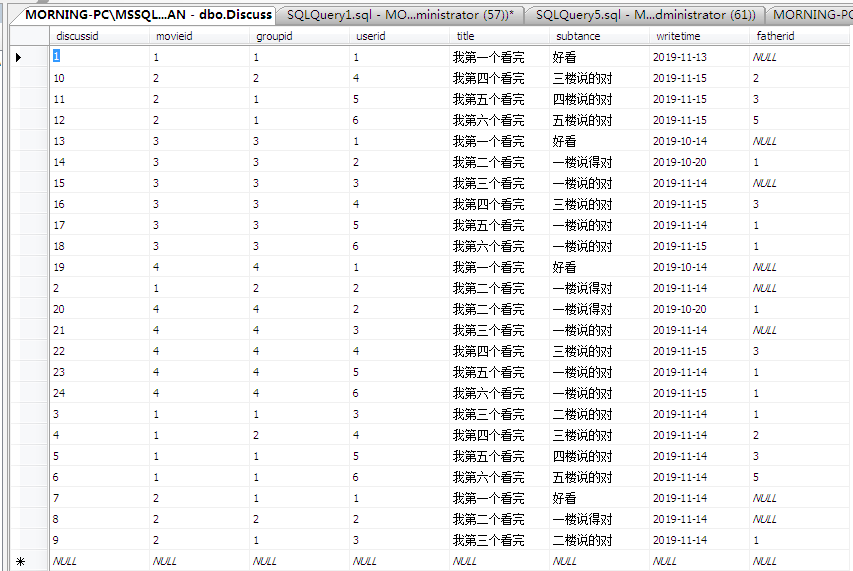 MORNING-PC\MSSQL...AN - dbo.Discuss SQLQuery1.sql - MO...ministrator (57))* SQLQuery5.sql - M...dministrator (61)) MORNING-PC
discussid movieid groupid userid title subtance writetime fatherid
1 1 1 1 我第一个看完 好看 2019-11-13 NULL
10 2 2 4 我第四个看完 三楼说的对 2019-11-15 2
11 2 1 5 我第五个看完 四楼说的对 2019-11-15 3
12 2 1 6 我第六个看完 五楼说的对 2019-11-15 5
13 3 3 1 我第一个看完 好看 2019-10-14 NULL
14 3 3 2 我第二个看完 一楼说得对 2019-10-20 1
15 3 3 3 我第三个看完 一楼说的对 2019-11-14 NULL
16 3 3 4 我第四个看完 三楼说的对 2019-11-15 3
17 3 3 5 我第五个看完 一楼说的对 2019-11-14 1
18 3 3 6 我第六个看完 一楼说的对 2019-11-15 1
19 4 4 1 我第一个看完 好看 2019-10-14 NULL
2 1 2 2 我第二个看完 一楼说得对 2019-11-14 NULL
20 4 4 2 我第二个看完 一楼说得对 2019-10-20 1
21 4 4 3 我第三个看完 一楼说的对 2019-11-14 NULL
22 4 4 4 我第四个看完 三楼说的对 2019-11-15 3
23 4 4 5 我第五个看完 一楼说的对 2019-11-14 1
24 4 4 6 我第六个看完 一楼说的对 2019-11-15 1
3 1 1 3 我第三个看完 二楼说的对 2019-11-14 1
4 1 2 4 我第四个看完 三楼说的对 2019-11-14 2
5 1 1 5 我第五个看完 四楼说的对 2019-11-14 3
6 1 1 6 我第六个看完 五楼说的对 2019-11-14 5
7 2 1 1 我第一个看完 好看 2019-11-14 NULL
8 2 2 2 我第二个看完 一楼说得对 2019-11-14 NULL
9 2 1 3 我第三个看完 二楼说的对 2019-11-14 1
NULL NULL NULL NULL NULL NULL NULL NULL